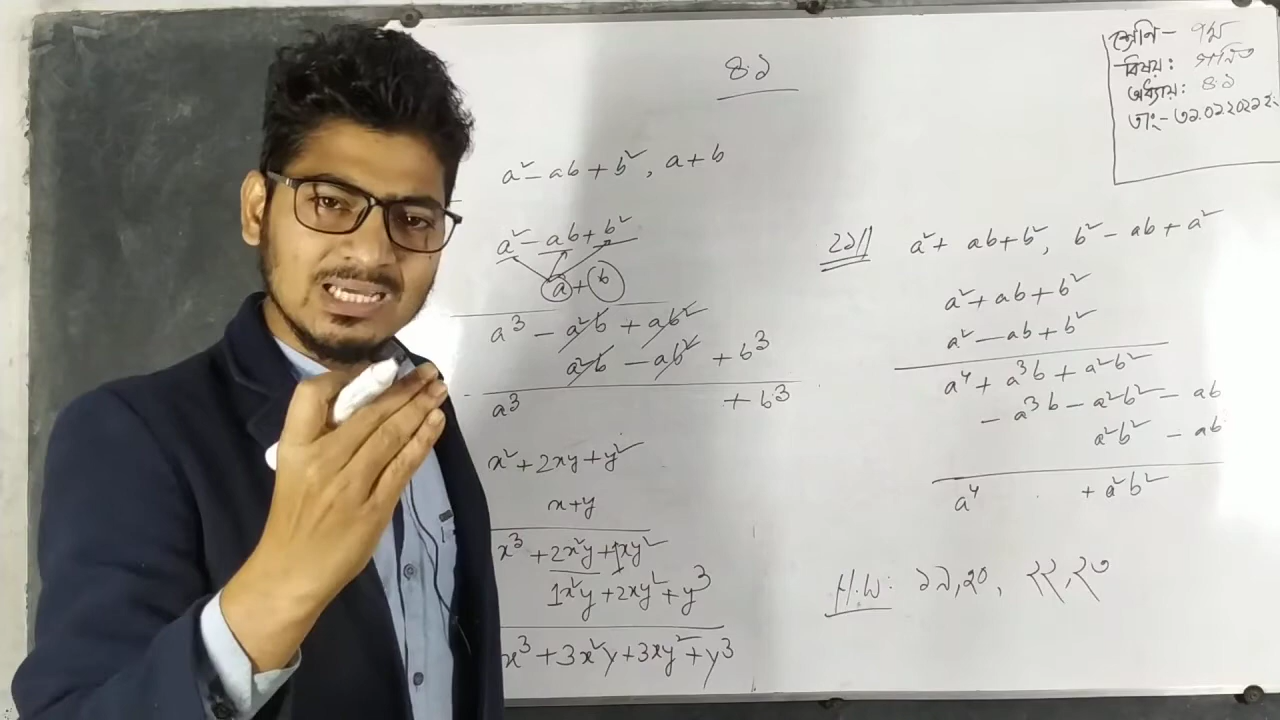 ৪.১
শ্রেণি- ৭ম
বিষয়: গনিত
অধ্যায়: ৪.১
a² - ab + b², a + b
a² - ab + b²
a + b
a³ - a²b + ab²
a²b - ab² + b³
a³ + b³
x² + 2xy + y²
x+y
x³ + 2x²y + 1xy²
1x²y + 2xy² + y³
x³ + 3x²y + 3xy² + y³
২১॥ a² + ab + b², b² - ab + a²
a² + ab + b²
a² - ab + b²
a⁴ + a³b + a²b²
- a³b - a²b² - ab
a²b² - ab
a⁴ + a²b²
H.W: ১৯, ২০, ২২, ২৩